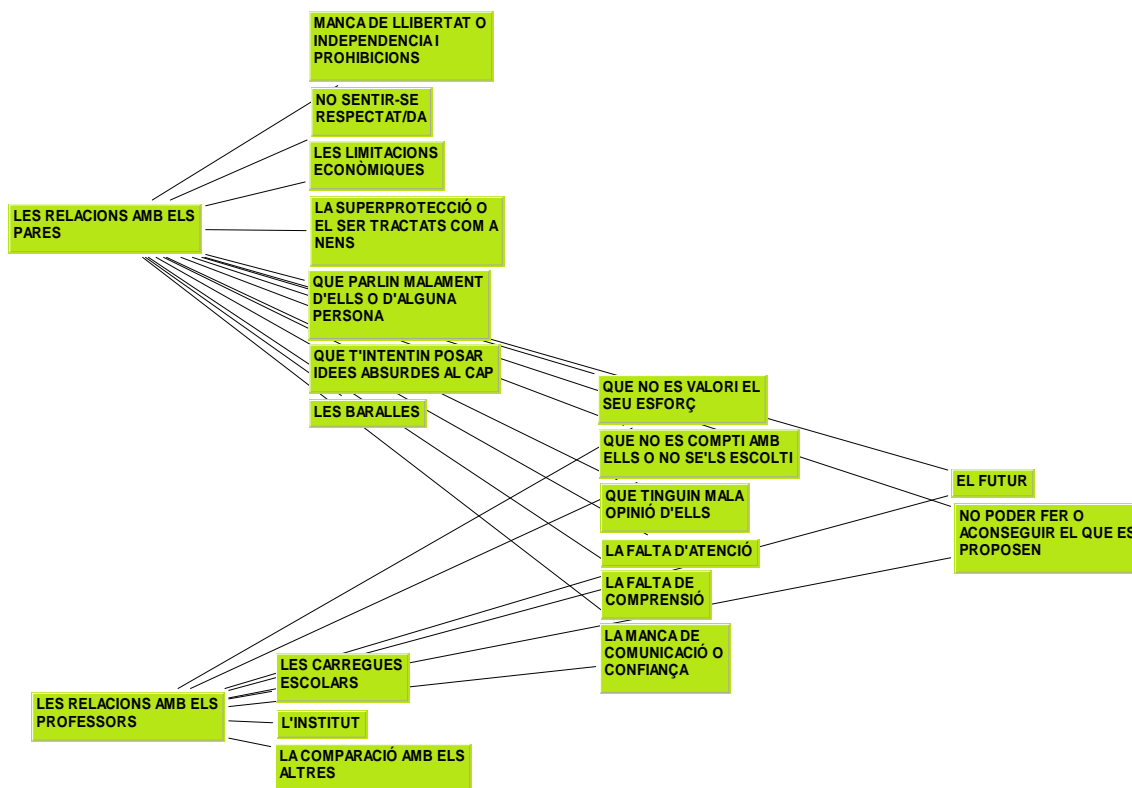 MANCA DE LLIBERTAT O
INDEPENDENCIA I
PROHIBICIONS
NO SENTIR-SE
RESPECTAT/DA
LES LIMITACIONS
ECONÒMIQUES
LES RELACIONS AMB ELS
PARES
LA SUPERPROTECCIÓ O
EL SER TRACTATS COM A
NENS
QUE PARLIN MALAMENT
D'ELLS O D'ALGUNA
PERSONA
QUE T'INTENTIN POSAR
IDEES ABSURDES AL CAP
LES BARALLES
QUE NO ES VALORI EL
SEU ESFORÇ
QUE NO ES COMPTI AMB
ELLS O NO SE'LS ESCOLTI
QUE TINGUIN MALA
OPINIÓ D'ELLS
LA FALTA D'ATENCIÓ
LA FALTA DE
COMPRENSIÓ
LA MANCA DE
COMUNICACIÓ O
CONFIANÇA
EL FUTUR
NO PODER FER O
ACONSEGUIR EL QUE ES
PROPOSEN
LES CARREGUES
ESCOLARS
LES RELACIONS AMB ELS
PROFESSORS
L'INSTITUT
LA COMPARACIÓ AMB ELS
ALTRES